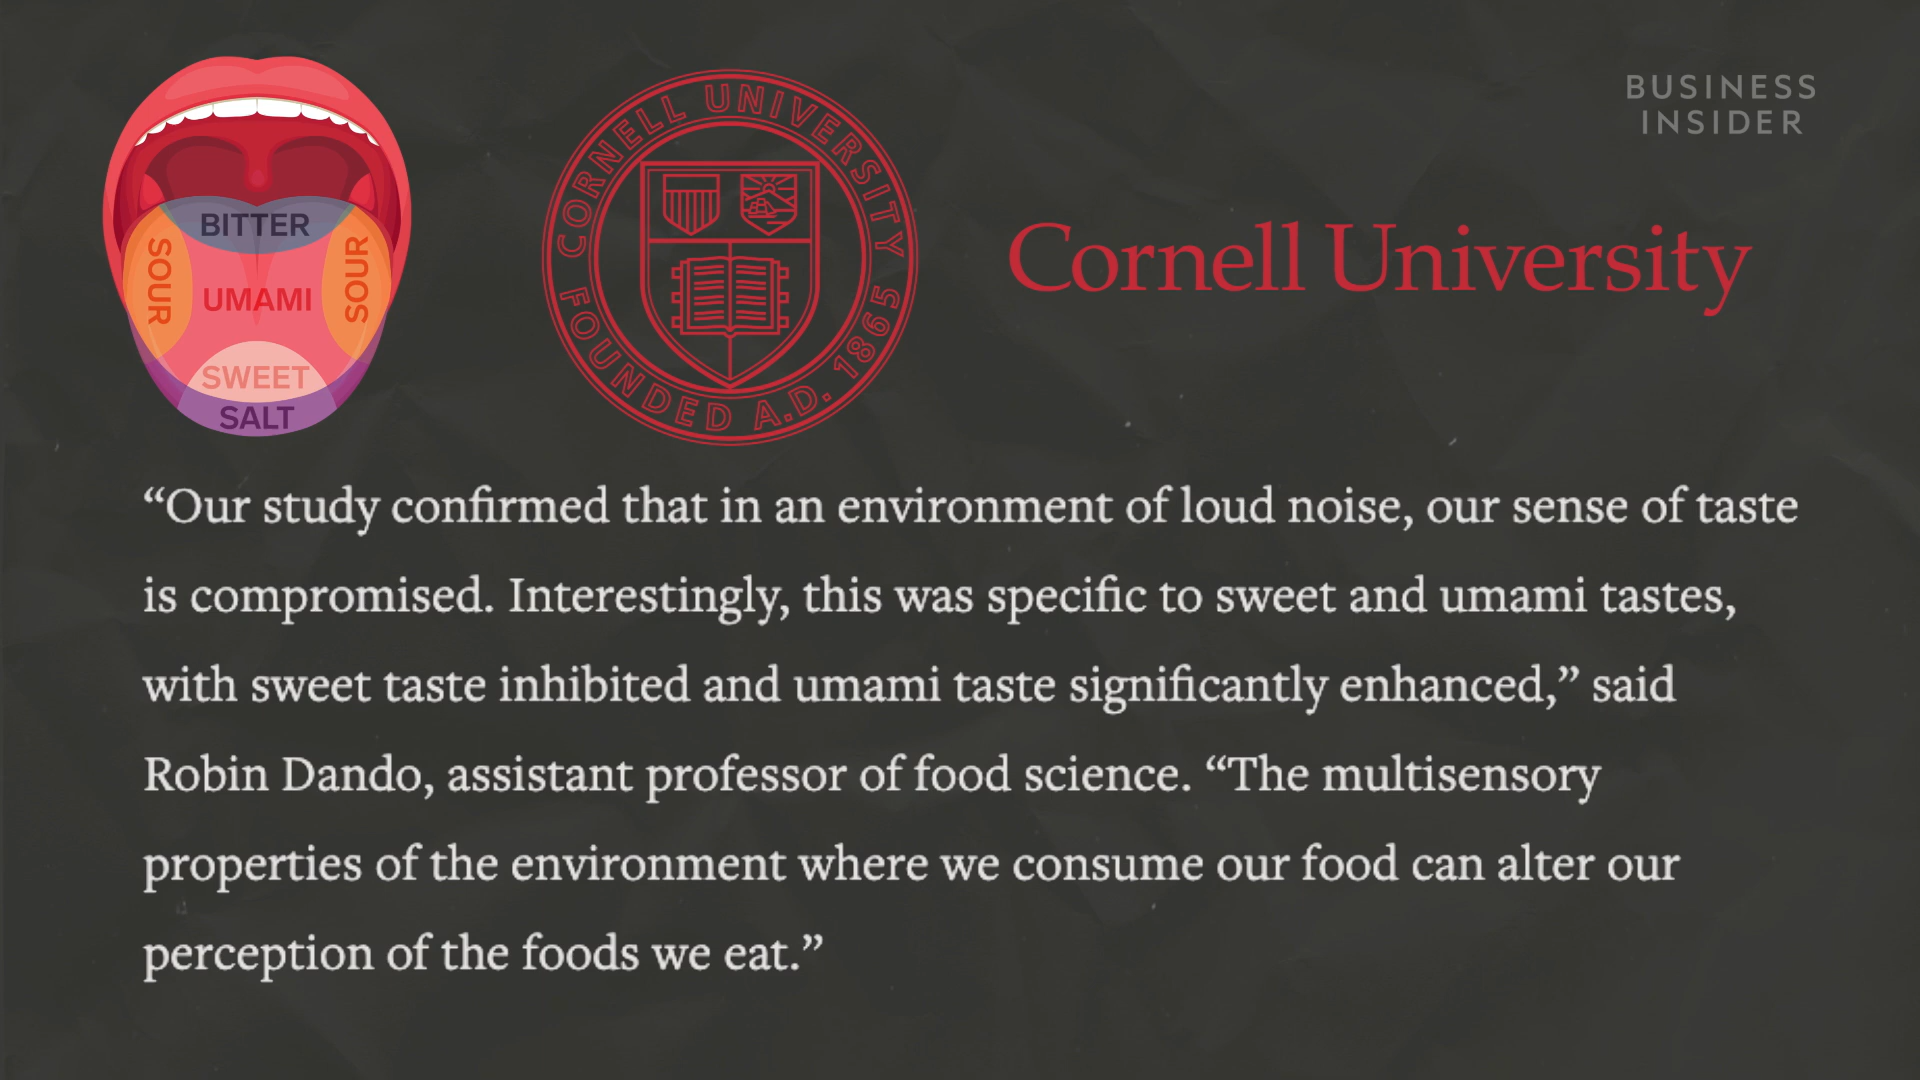 BUSINESS
INSIDER
BITTER
SOUR
SOUR
UMAMI
SWEET
SALT
CORNELL UNIVERSITY
FOUNDED A.D. 1865
Cornell University
“Our study confirmed that in an environment of loud noise, our sense of taste
is compromised. Interestingly, this was specific to sweet and umami tastes,
with sweet taste inhibited and umami taste significantly enhanced,” said
Robin Dando, assistant professor of food science. “The multisensory
properties of the environment where we consume our food can alter our
perception of the foods we eat.”